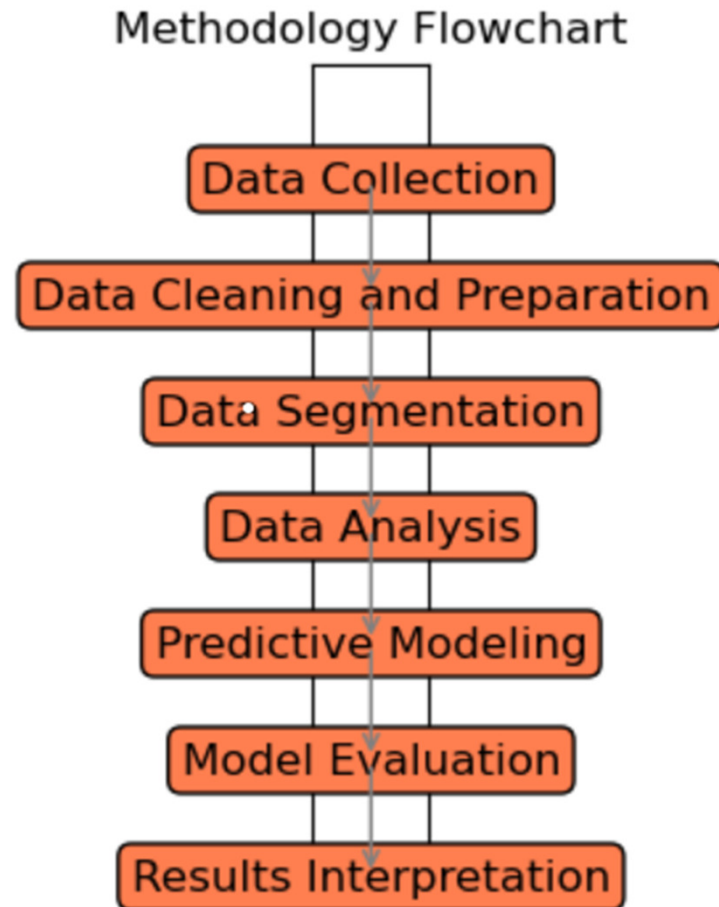 Methodology Flowchart
Data Collection
Data Cleaning and Preparation
Data Segmentation
Data Analysis
Predictive Modeling
Model Evaluation
Results Interpretation